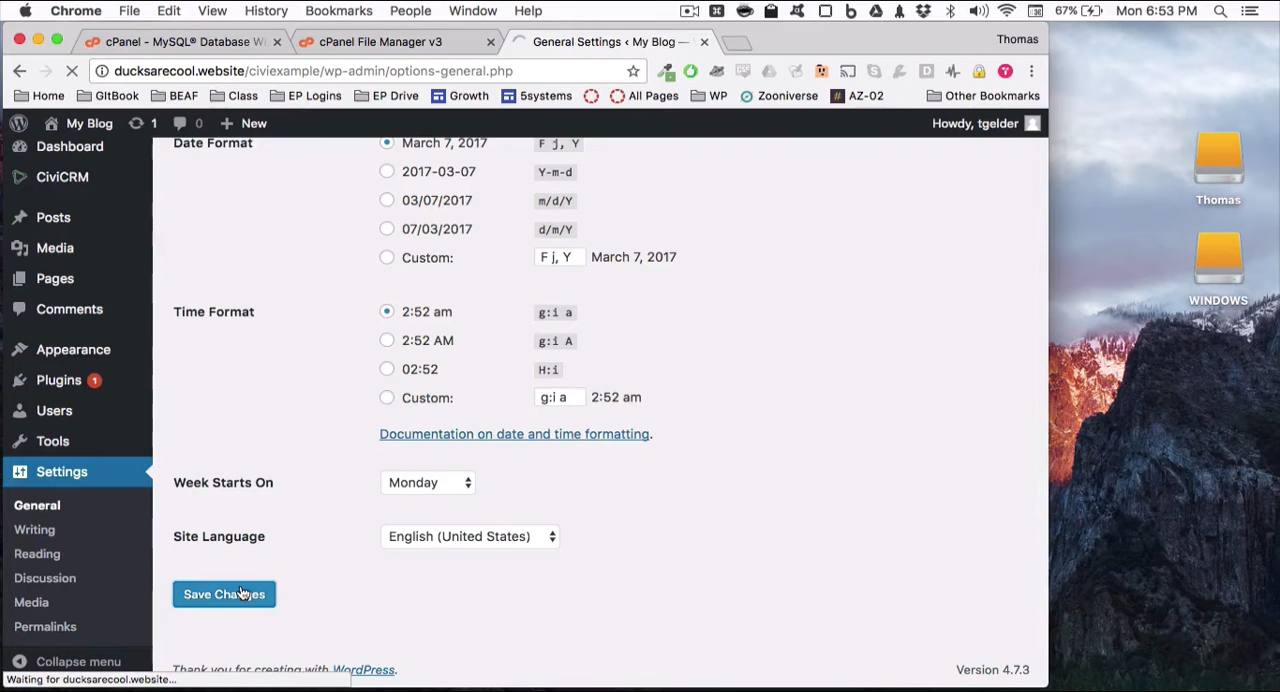 Chrome File Edit View History Bookmarks People Window Help 67% Mon 6:53 PM
cPanel - MySQL® Database Wi × cPanel File Manager v3 × General Settings ‹ My Blog — × Thomas
ducksarecool.website/civiexample/wp-admin/options-general.php
Home GitBook BEAF Class EP Logins EP Drive Growth 5systems All Pages WP Zooniverse AZ-02 Other Bookmarks
My Blog 1 0 + New Howdy, tgelder
Dashboard
CiviCRM
Posts
Media
Pages
Comments
Appearance
Plugins 1
Users
Tools
Settings
General
Writing
Reading
Discussion
Media
Permalinks
Collapse menu
Date Format March 7, 2017 F j, Y
2017-03-07 Y-m-d
03/07/2017 m/d/Y
07/03/2017 d/m/Y
Custom: F j, Y March 7, 2017
Time Format 2:52 am g:i a
2:52 AM g:i A
02:52 H:i
Custom: g:i a 2:52 am
Documentation on date and time formatting.
Week Starts On Monday
Site Language English (United States)
Save Changes
Thank you for creating with WordPress. Version 4.7.3
Waiting for ducksarecool.website...
Thomas
WINDOWS